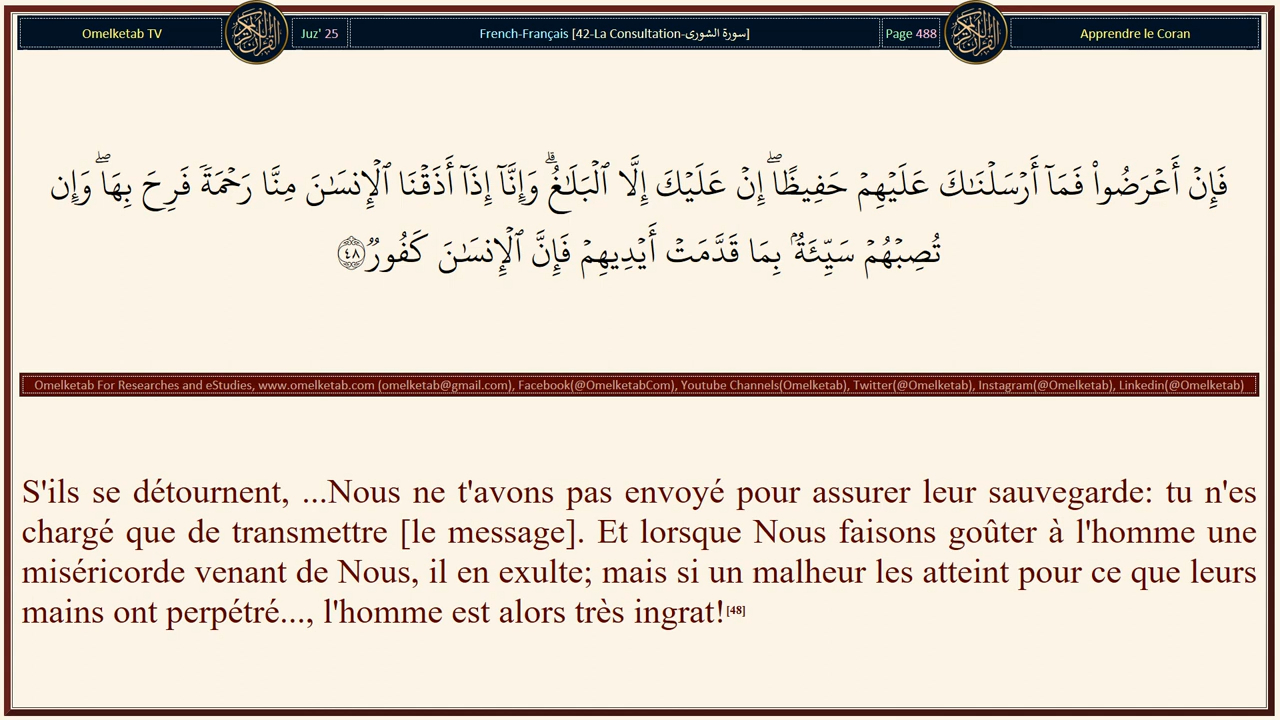 Omelketab TV
Juz' 25
French-Français [42-La Consultation-سورة الشورى]
Page 488
Apprendre le Coran
فَإِنۡ أَعۡرَضُواْ فَمَآ أَرۡسَلۡنَٰكَ عَلَيۡهِمۡ حَفِيظًاۖ إِنۡ عَلَيۡكَ إِلَّا ٱلۡبَلَٰغُۗ وَإِنَّآ إِذَآ أَذَقۡنَا ٱلۡإِنسَٰنَ مِنَّا رَحۡمَةٗ فَرِحَ بِهَاۖ وَإِن
تُصِبۡهُمۡ سَيِّئَةُۢ بِمَا قَدَّمَتۡ أَيۡدِيهِمۡ فَإِنَّ ٱلۡإِنسَٰنَ كَفُورٞ ٤٨
Omelketab For Researches and eStudies, www.omelketab.com (omelketab@gmail.com), Facebook(@OmelketabCom), Youtube Channels(Omelketab), Twitter(@Omelketab), Instagram(@Omelketab), Linkedin(@Omelketab)
S'ils se détournent, ...Nous ne t'avons pas envoyé pour assurer leur sauvegarde: tu n'es
chargé que de transmettre [le message]. Et lorsque Nous faisons goûter à l'homme une
miséricorde venant de Nous, il en exulte; mais si un malheur les atteint pour ce que leurs
mains ont perpétré..., l'homme est alors très ingrat![48]